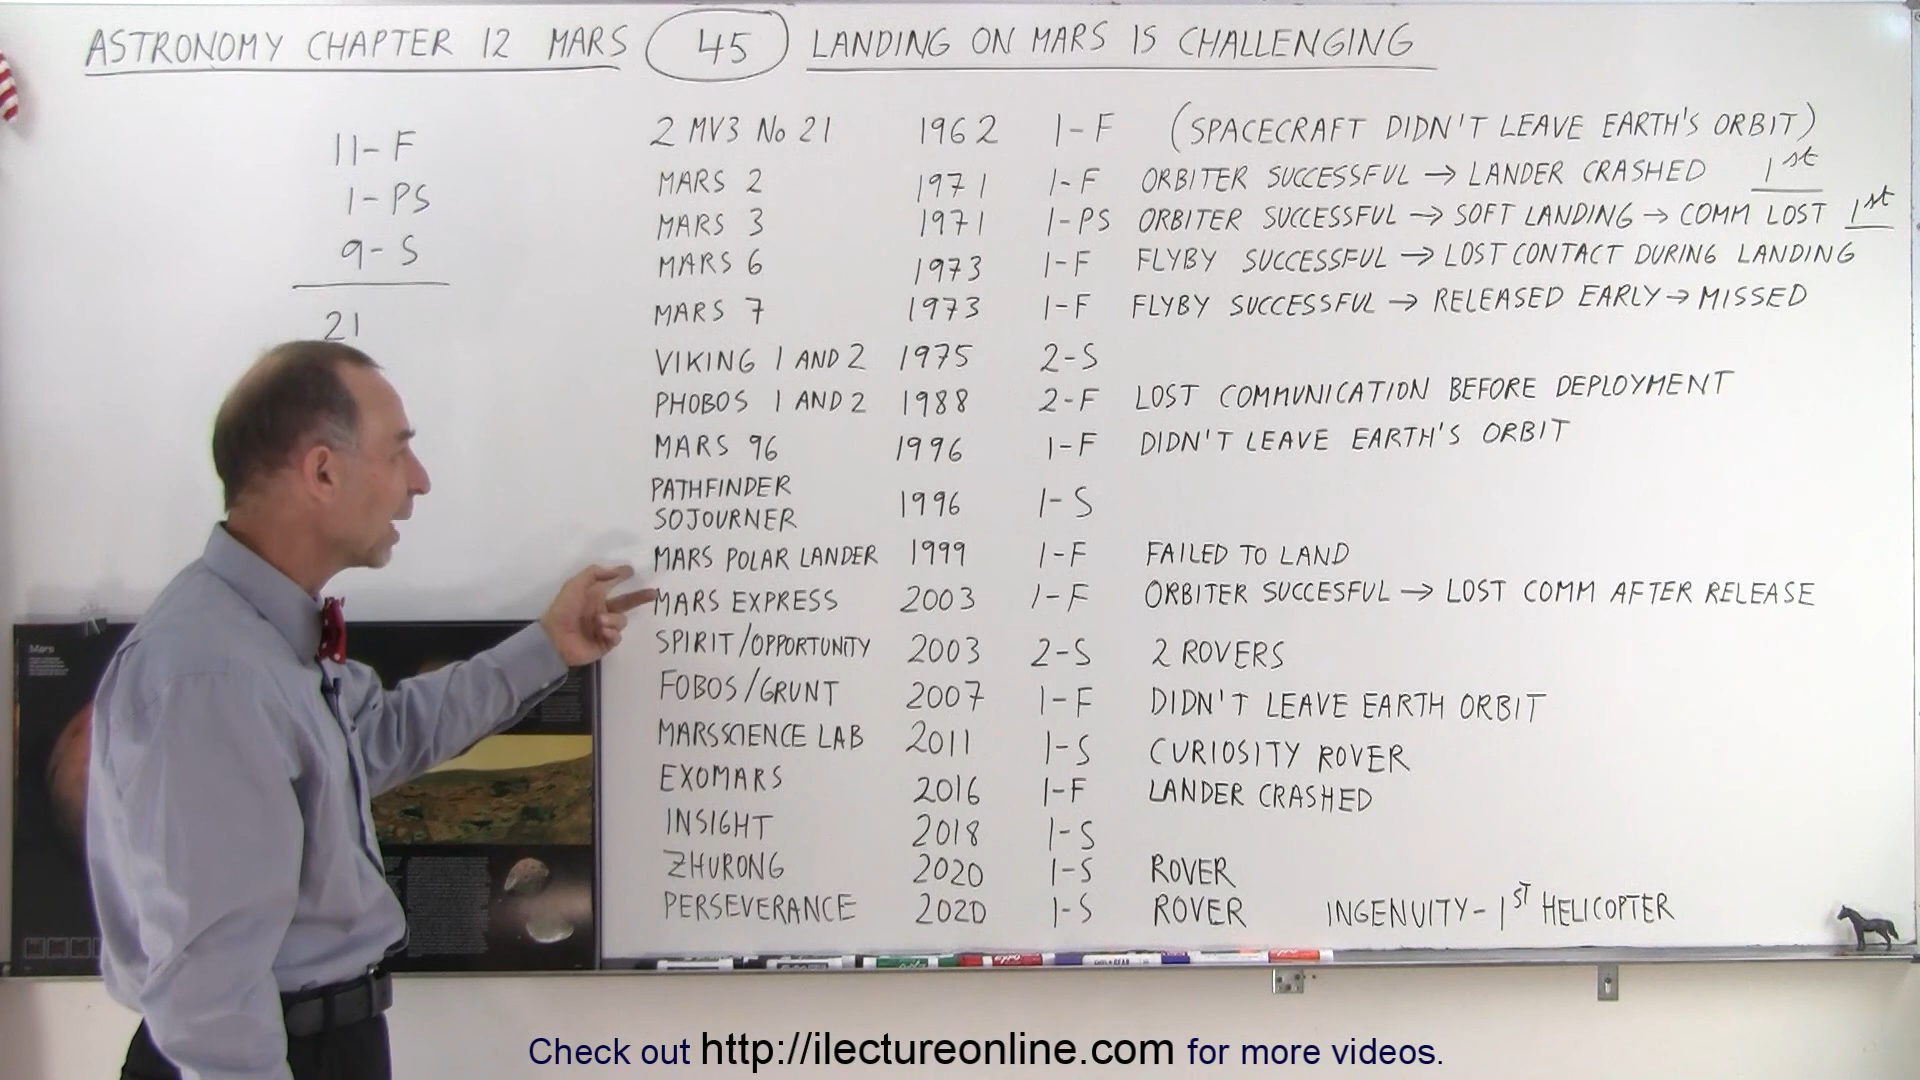 ASTRONOMY CHAPTER 12 MARS 45 LANDING ON MARS IS CHALLENGING
11-F
1-PS
9-S
21
2 MV3 No 21 1962 1-F (SPACECRAFT DIDN'T LEAVE EARTH'S ORBIT)
MARS 2 1971 1-F ORBITER SUCCESSFUL → LANDER CRASHED 1st
MARS 3 1971 1-PS ORBITER SUCCESSFUL → SOFT LANDING → COMM LOST 1st
MARS 6 1973 1-F FLYBY SUCCESSFUL → LOST CONTACT DURING LANDING
MARS 7 1973 1-F FLYBY SUCCESSFUL → RELEASED EARLY → MISSED
VIKING 1 AND 2 1975 2-S
PHOBOS 1 AND 2 1988 2-F LOST COMMUNICATION BEFORE DEPLOYMENT
MARS 96 1996 1-F DIDN'T LEAVE EARTH'S ORBIT
PATHFINDER
SOJOURNER 1996 1-S
MARS POLAR LANDER 1999 1-F FAILED TO LAND
MARS EXPRESS 2003 1-F ORBITER SUCCESFUL → LOST COMM AFTER RELEASE
SPIRIT/OPPORTUNITY 2003 2-S 2 ROVERS
FOBOS/GRUNT 2007 1-F DIDN'T LEAVE EARTH ORBIT
MARS SCIENCE LAB 2011 1-S CURIOSITY ROVER
EXOMARS 2016 1-F LANDER CRASHED
INSIGHT 2018 1-S
ZHURONG 2020 1-S ROVER
PERSEVERANCE 2020 1-S ROVER INGENUITY - 1ST HELICOPTER
Mars
expo
Check out http://ilectureonline.com for more videos.